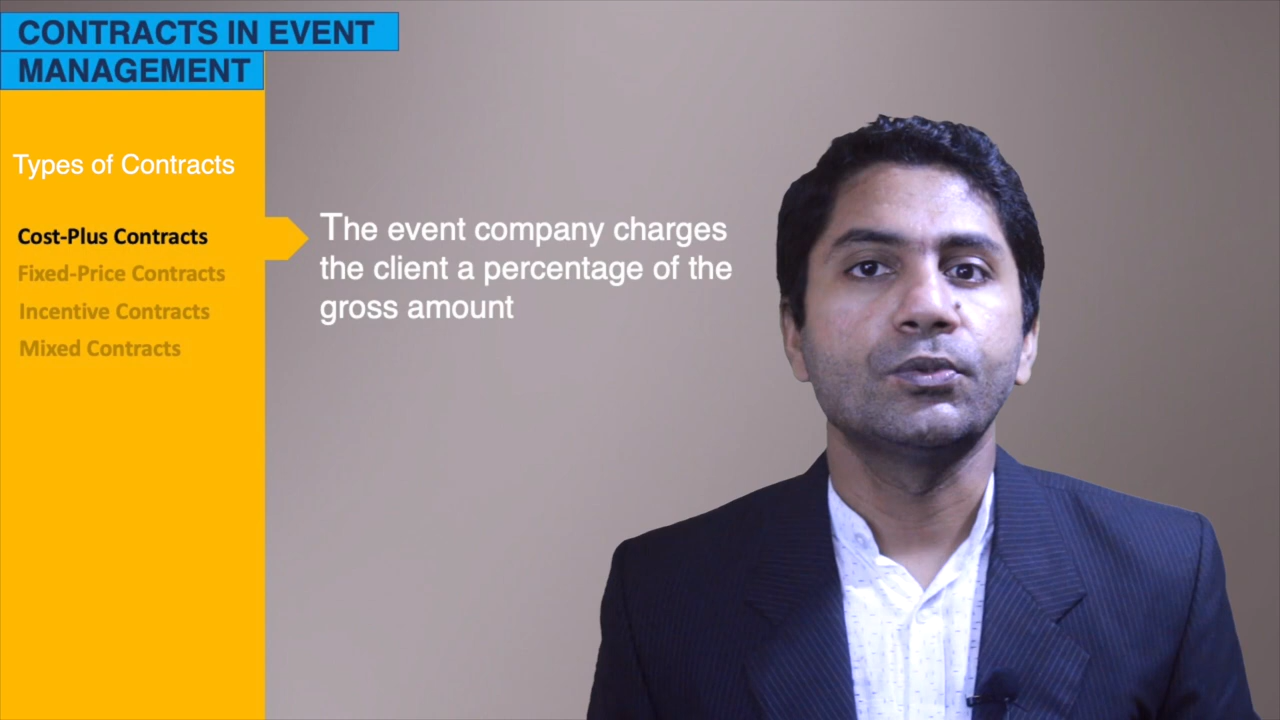 CONTRACTS IN EVENT
MANAGEMENT
Types of Contracts
Cost-Plus Contracts
Fixed-Price Contracts
Incentive Contracts
Mixed Contracts
The event company charges
the client a percentage of the
gross amount